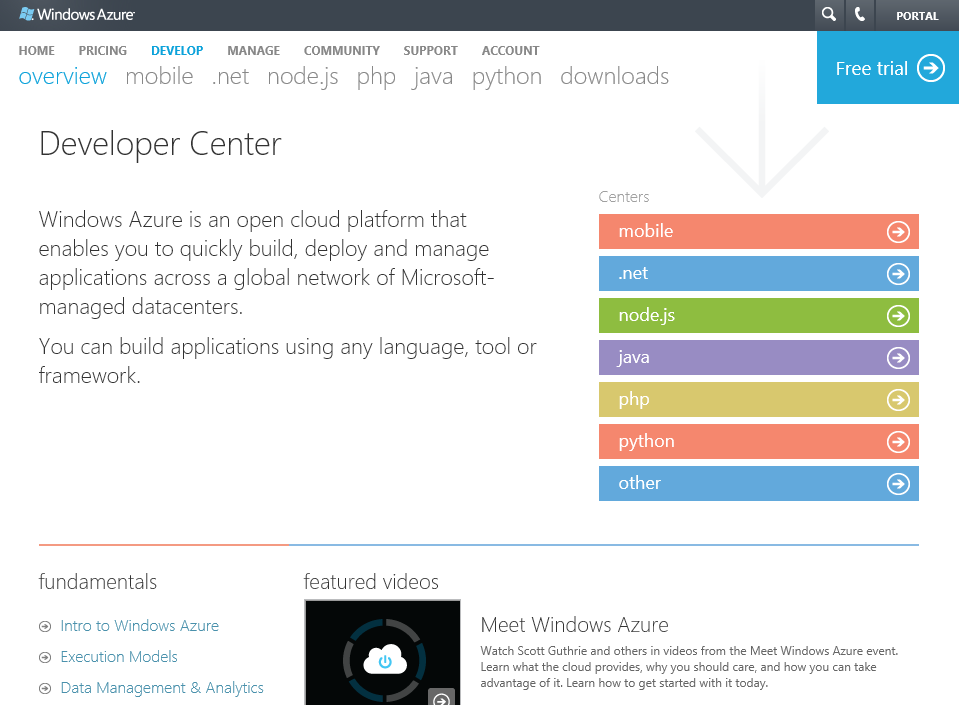 Windows Azure
PORTAL
HOME PRICING DEVELOP MANAGE COMMUNITY SUPPORT ACCOUNT
overview mobile .net node.js php java python downloads
Free trial
Developer Center
Windows Azure is an open cloud platform that
enables you to quickly build, deploy and manage
applications across a global network of Microsoft-
managed datacenters.
You can build applications using any language, tool or
framework.
Centers
mobile
.net
node.js
java
php
python
other
fundamentals
Intro to Windows Azure
Execution Models
Data Management & Analytics
featured videos
Meet Windows Azure
Watch Scott Guthrie and others in videos from the Meet Windows Azure event.
Learn what the cloud provides, why you should care, and how you can take
advantage of it. Learn how to get started with it today.